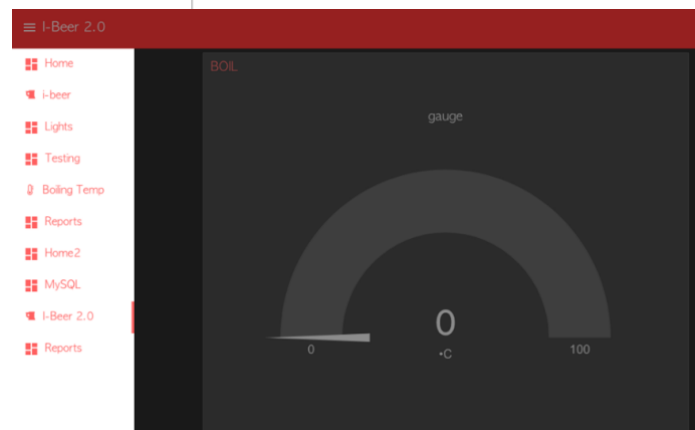 I-Beer 2.0
Home
i-beer
Lights
Testing
Boiling Temp
Reports
Home2
MySQL
I-Beer 2.0
Reports
BOIL
gauge
0
0
•C
100